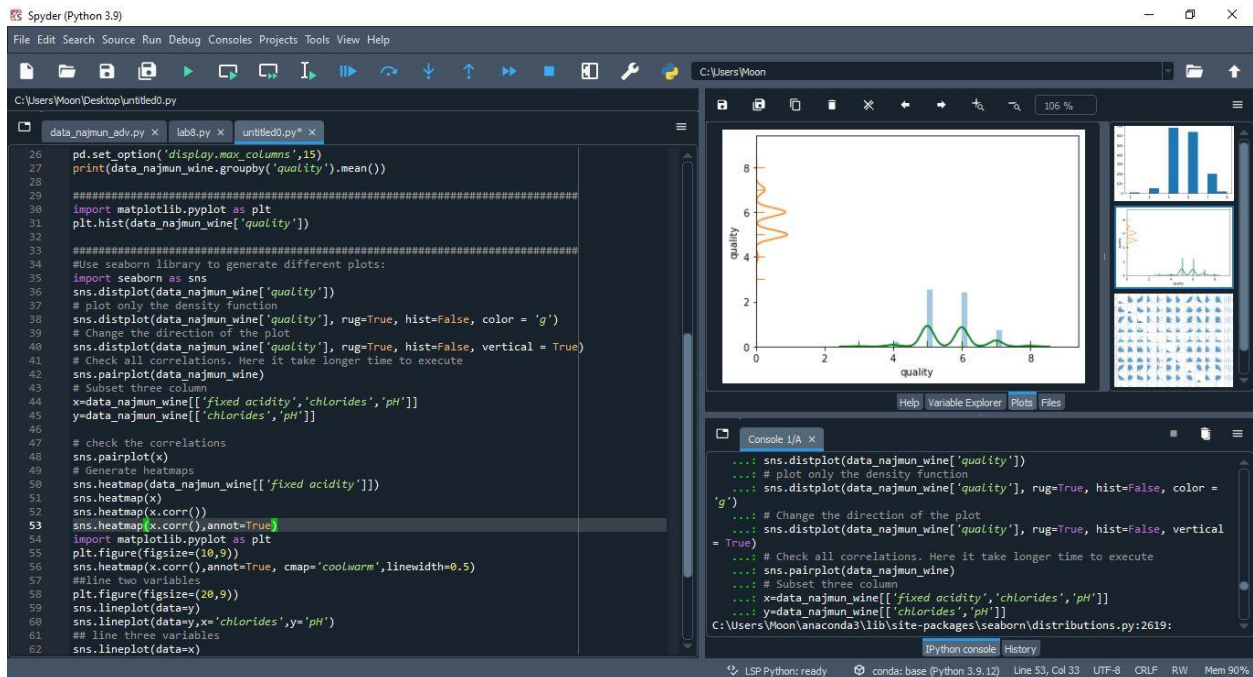 Spyder (Python 3.9)
File Edit Search Source Run Debug Consoles Projects Tools View Help
C:\Users\Moon
C:\Users\Moon\Desktop\untitled0.py
data_najmun_adv.py
lab8.py
untitled0.py*
26 pd.set_option('display.max_columns',15)
27 print(data_najmun_wine.groupby('quality').mean())
28
29 ###############################################################################
30 import matplotlib.pyplot as plt
31 plt.hist(data_najmun_wine['quality'])
32
33 ###############################################################################
34 #Use seaborn library to generate different plots:
35 import seaborn as sns
36 sns.distplot(data_najmun_wine['quality'])
37 # plot only the density function
38 sns.distplot(data_najmun_wine['quality'], rug=True, hist=False, color = 'g')
39 # Change the direction of the plot
40 sns.distplot(data_najmun_wine['quality'], rug=True, hist=False, vertical = True)
41 # Check all correlations. Here it take longer time to execute
42 sns.pairplot(data_najmun_wine)
43 # Subset three column
44 x=data_najmun_wine[['fixed acidity','chlorides','pH']]
45 y=data_najmun_wine[['chlorides','pH']]
46
47 # check the correlations
48 sns.pairplot(x)
49 # Generate heatmaps
50 sns.heatmap(data_najmun_wine[['fixed acidity']])
51 sns.heatmap(x)
52 sns.heatmap(x.corr())
53 sns.heatmap(x.corr(),annot=True)
54 import matplotlib.pyplot as plt
55 plt.figure(figsize=(10,9))
56 sns.heatmap(x.corr(),annot=True, cmap='coolwarm',linewidth=0.5)
57 ##line two variables
58 plt.figure(figsize=(20,9))
59 sns.lineplot(data=y)
60 sns.lineplot(data=y,x='chlorides',y='pH')
61 ## line three variables
62 sns.lineplot(data=x)
106 %
8
6
4
2
0
quality
0 2 4 6 8
quality
Help Variable Explorer Plots Files
Console 1/A
...: sns.distplot(data_najmun_wine['quality'])
...: # plot only the density function
...: sns.distplot(data_najmun_wine['quality'], rug=True, hist=False, color =
'g')
...: # Change the direction of the plot
...: sns.distplot(data_najmun_wine['quality'], rug=True, hist=False, vertical
= True)
...: # Check all correlations. Here it take longer time to execute
...: sns.pairplot(data_najmun_wine)
...: # Subset three column
...: x=data_najmun_wine[['fixed acidity','chlorides','pH']]
...: y=data_najmun_wine[['chlorides','pH']]
C:\Users\Moon\anaconda3\lib\site-packages\seaborn\distributions.py:2619:
IPython console History
LSP Python: ready conda: base (Python 3.9.12) Line 53, Col 33 UTF-8 CRLF RW Mem 90%